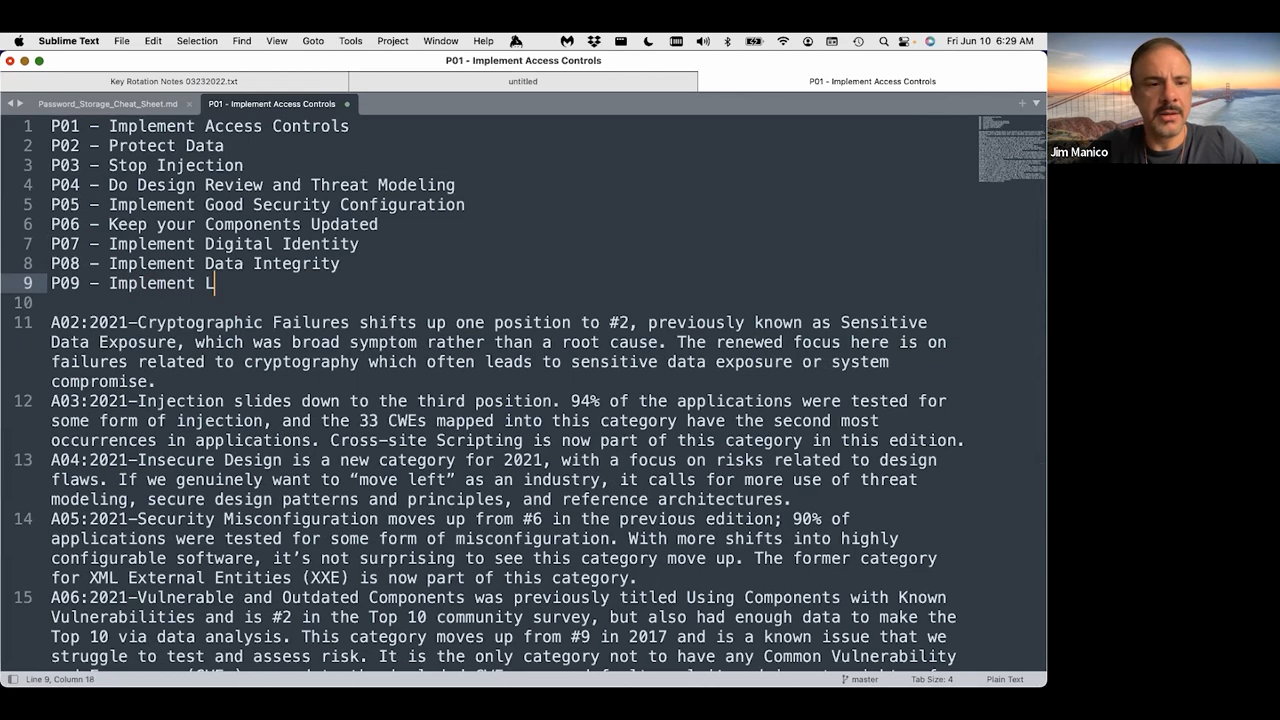 Sublime Text File Edit Selection Find View Goto Tools Project Window Help Fri Jun 10 6:29 AM
P01 - Implement Access Controls
Key Rotation Notes 03232022.txt untitled P01 - Implement Access Controls
Password_Storage_Cheat_Sheet.md × P01 - Implement Access Controls
1 P01 - Implement Access Controls
2 P02 - Protect Data
3 P03 - Stop Injection
4 P04 - Do Design Review and Threat Modeling
5 P05 - Implement Good Security Configuration
6 P06 - Keep your Components Updated
7 P07 - Implement Digital Identity
8 P08 - Implement Data Integrity
9 P09 - Implement L
10
11 A02:2021-Cryptographic Failures shifts up one position to #2, previously known as Sensitive
Data Exposure, which was broad symptom rather than a root cause. The renewed focus here is on
failures related to cryptography which often leads to sensitive data exposure or system
compromise.
12 A03:2021-Injection slides down to the third position. 94% of the applications were tested for
some form of injection, and the 33 CWEs mapped into this category have the second most
occurrences in applications. Cross-site Scripting is now part of this category in this edition.
13 A04:2021-Insecure Design is a new category for 2021, with a focus on risks related to design
flaws. If we genuinely want to “move left” as an industry, it calls for more use of threat
modeling, secure design patterns and principles, and reference architectures.
14 A05:2021-Security Misconfiguration moves up from #6 in the previous edition; 90% of
applications were tested for some form of misconfiguration. With more shifts into highly
configurable software, it’s not surprising to see this category move up. The former category
for XML External Entities (XXE) is now part of this category.
15 A06:2021-Vulnerable and Outdated Components was previously titled Using Components with Known
Vulnerabilities and is #2 in the Top 10 community survey, but also had enough data to make the
Top 10 via data analysis. This category moves up from #9 in 2017 and is a known issue that we
struggle to test and assess risk. It is the only category not to have any Common Vulnerability
Line 9, Column 18 master Tab Size: 4 Plain Text
Jim Manico